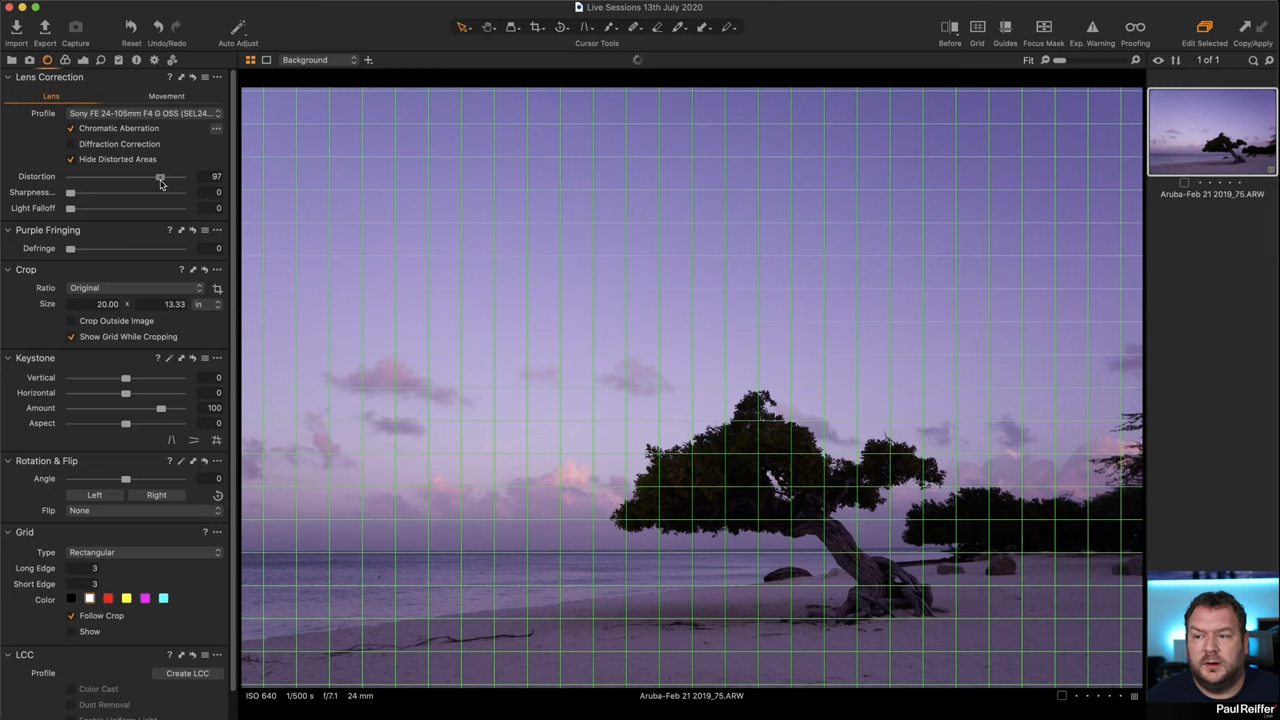 Live Sessions 13th July 2020
Import Export Capture Reset Undo/Redo Auto Adjust Cursor Tools Before Grid Guides Focus Mask Exp. Warning Proofing Edit Selected Copy/Apply
Background Fit 1 of 1
Lens Correction ? ...
Lens Movement
Profile Sony FE 24-105mm F4 G OSS (SEL24...
Chromatic Aberration ...
Diffraction Correction
Hide Distorted Areas
Distortion 97
Sharpness... 0
Light Falloff 0
Purple Fringing ? ...
Defringe 0
Crop ? ...
Ratio Original
Size 20.00 x 13.33 in
Crop Outside Image
Show Grid While Cropping
Keystone ? ...
Vertical 0
Horizontal 0
Amount 100
Aspect 0
Rotation & Flip ? ...
Angle 0
Left Right
Flip None
Grid ? ...
Type Rectangular
Long Edge 3
Short Edge 3
Color
Follow Crop
Show
LCC ? ...
Profile Create LCC
Color Cast
Dust Removal
Enable Uniform Light
ISO 640 1/500 s f/7.1 24 mm Aruba-Feb 21 2019_75.ARW
Aruba-Feb 21 2019_75.ARW
PaulReiffer
Live